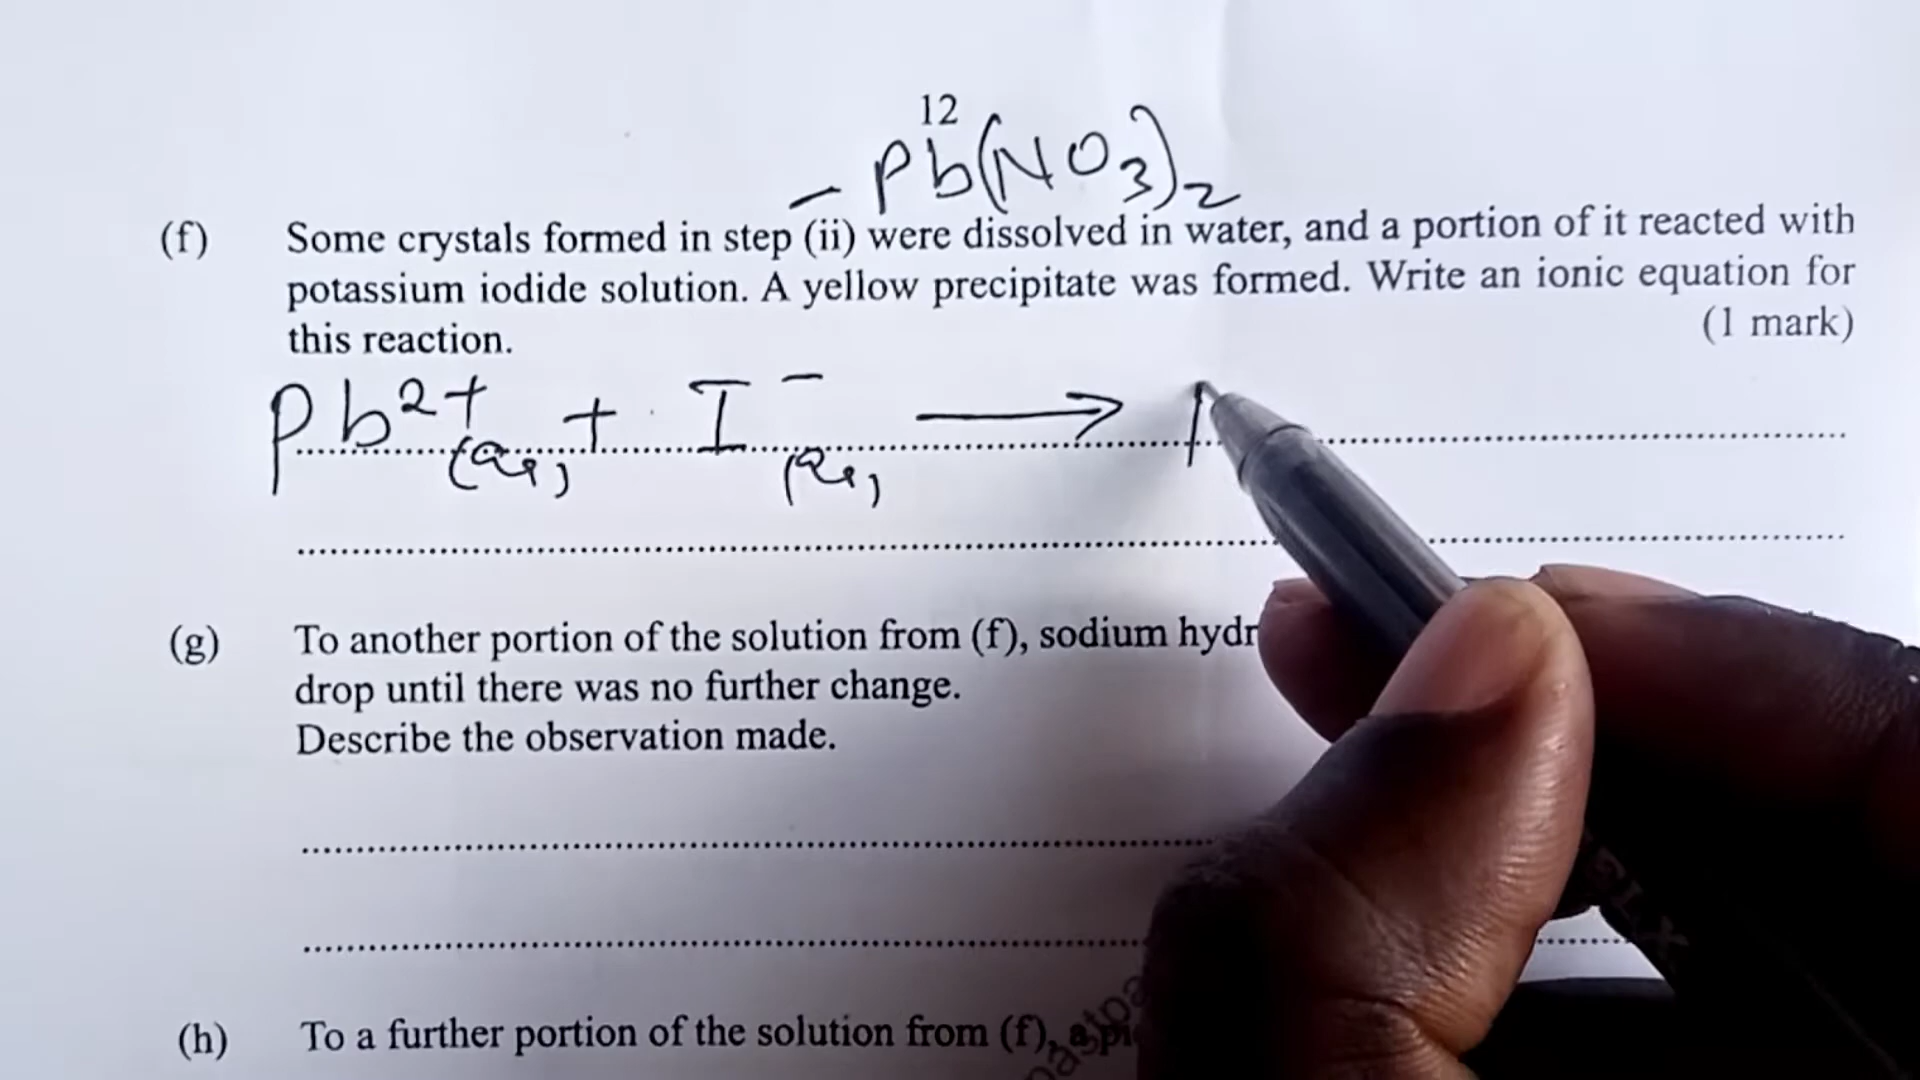 12
– Pb(NO3)2
(f) Some crystals formed in step (ii) were dissolved in water, and a portion of it reacted with
potassium iodide solution. A yellow precipitate was formed. Write an ionic equation for
this reaction. (1 mark)
Pb²⁺(aq) + I⁻(aq) →
(g) To another portion of the solution from (f), sodium hydr
drop until there was no further change.
Describe the observation made.
(h) To a further portion of the solution from (f),